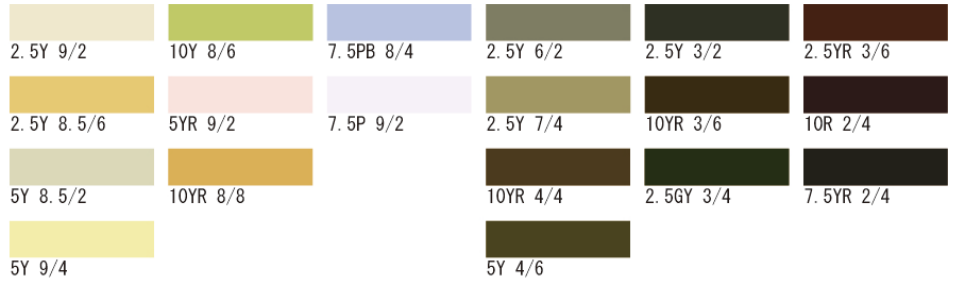 2.5Y 9/2
10Y 8/6
7.5PB 8/4
2.5Y 6/2
2.5Y 3/2
2.5YR 3/6
2.5Y 8.5/6
5YR 9/2
7.5P 9/2
2.5Y 7/4
10YR 3/6
10R 2/4
5Y 8.5/2
10YR 8/8
10YR 4/4
2.5GY 3/4
7.5YR 2/4
5Y 9/4
5Y 4/6